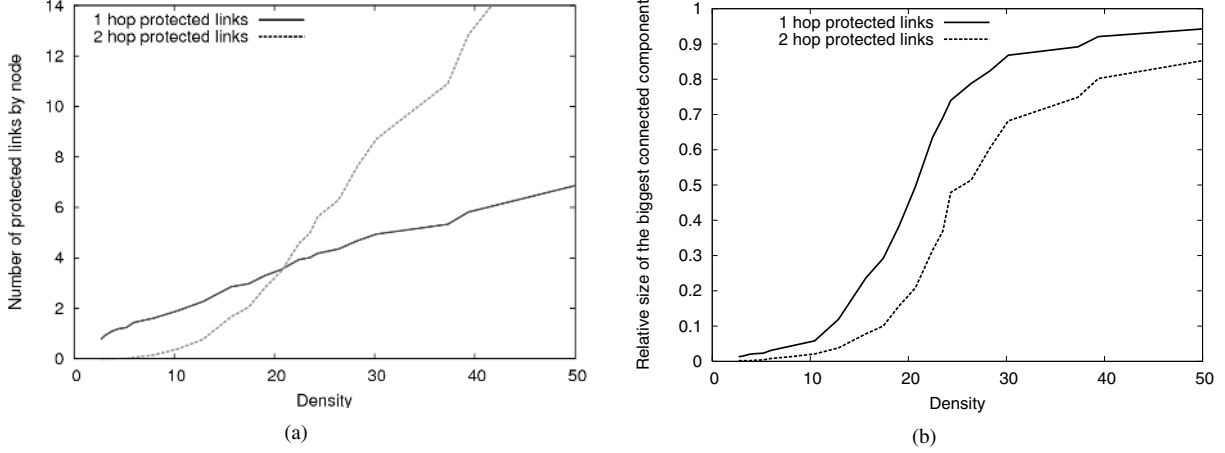 Number of protected links by node
14
12
10
8
6
4
2
0
1 hop protected links
2 hop protected links
0 10 20 30 40 50
Density
(a)
Relative size of the biggest connected component
1
0.9
0.8
0.7
0.6
0.5
0.4
0.3
0.2
0.1
0
1 hop protected links
2 hop protected links
0 10 20 30 40 50
Density
(b)